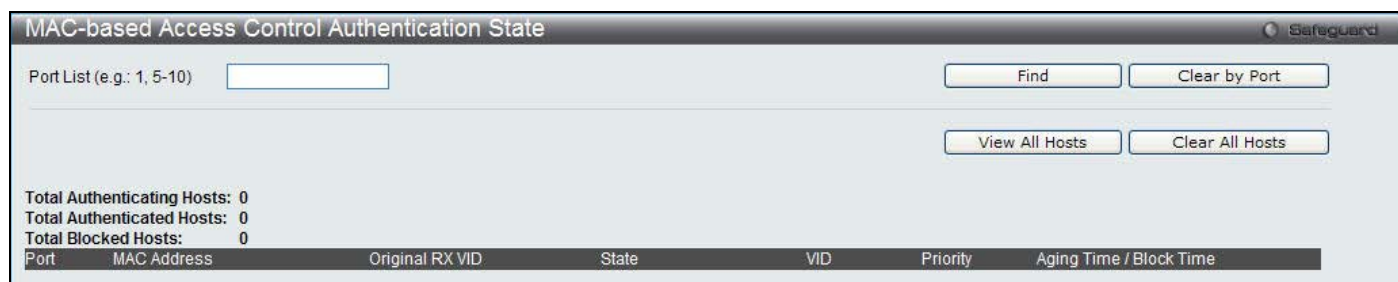 MAC-based Access Control Authentication State
Safeguard
Port List (e.g.: 1, 5-10)
Find
Clear by Port
View All Hosts
Clear All Hosts
Total Authenticating Hosts: 0
Total Authenticated Hosts: 0
Total Blocked Hosts: 0
Port MAC Address Original RX VID State VID Priority Aging Time / Block Time